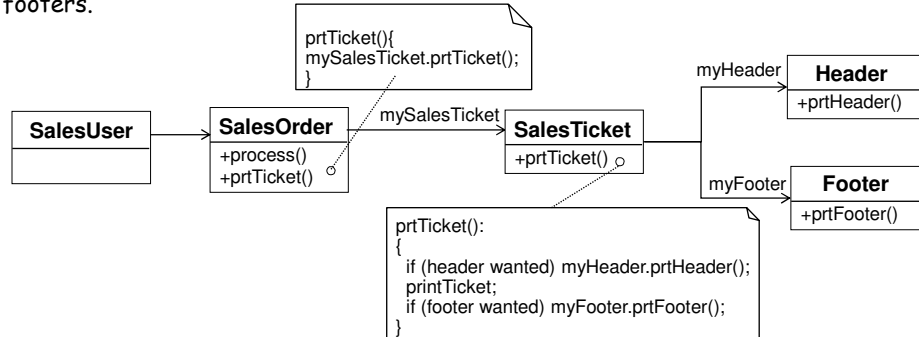 footers.
prtTicket(){
mySalesTicket.prtTicket();
}
myHeader
Header
+prtHeader()
SalesUser
SalesOrder
+process()
+prtTicket()
mySalesTicket
SalesTicket
+prtTicket()
myFooter
Footer
+prtFooter()
prtTicket():
{
if (header wanted) myHeader.prtHeader();
printTicket;
if (footer wanted) myFooter.prtFooter();
}